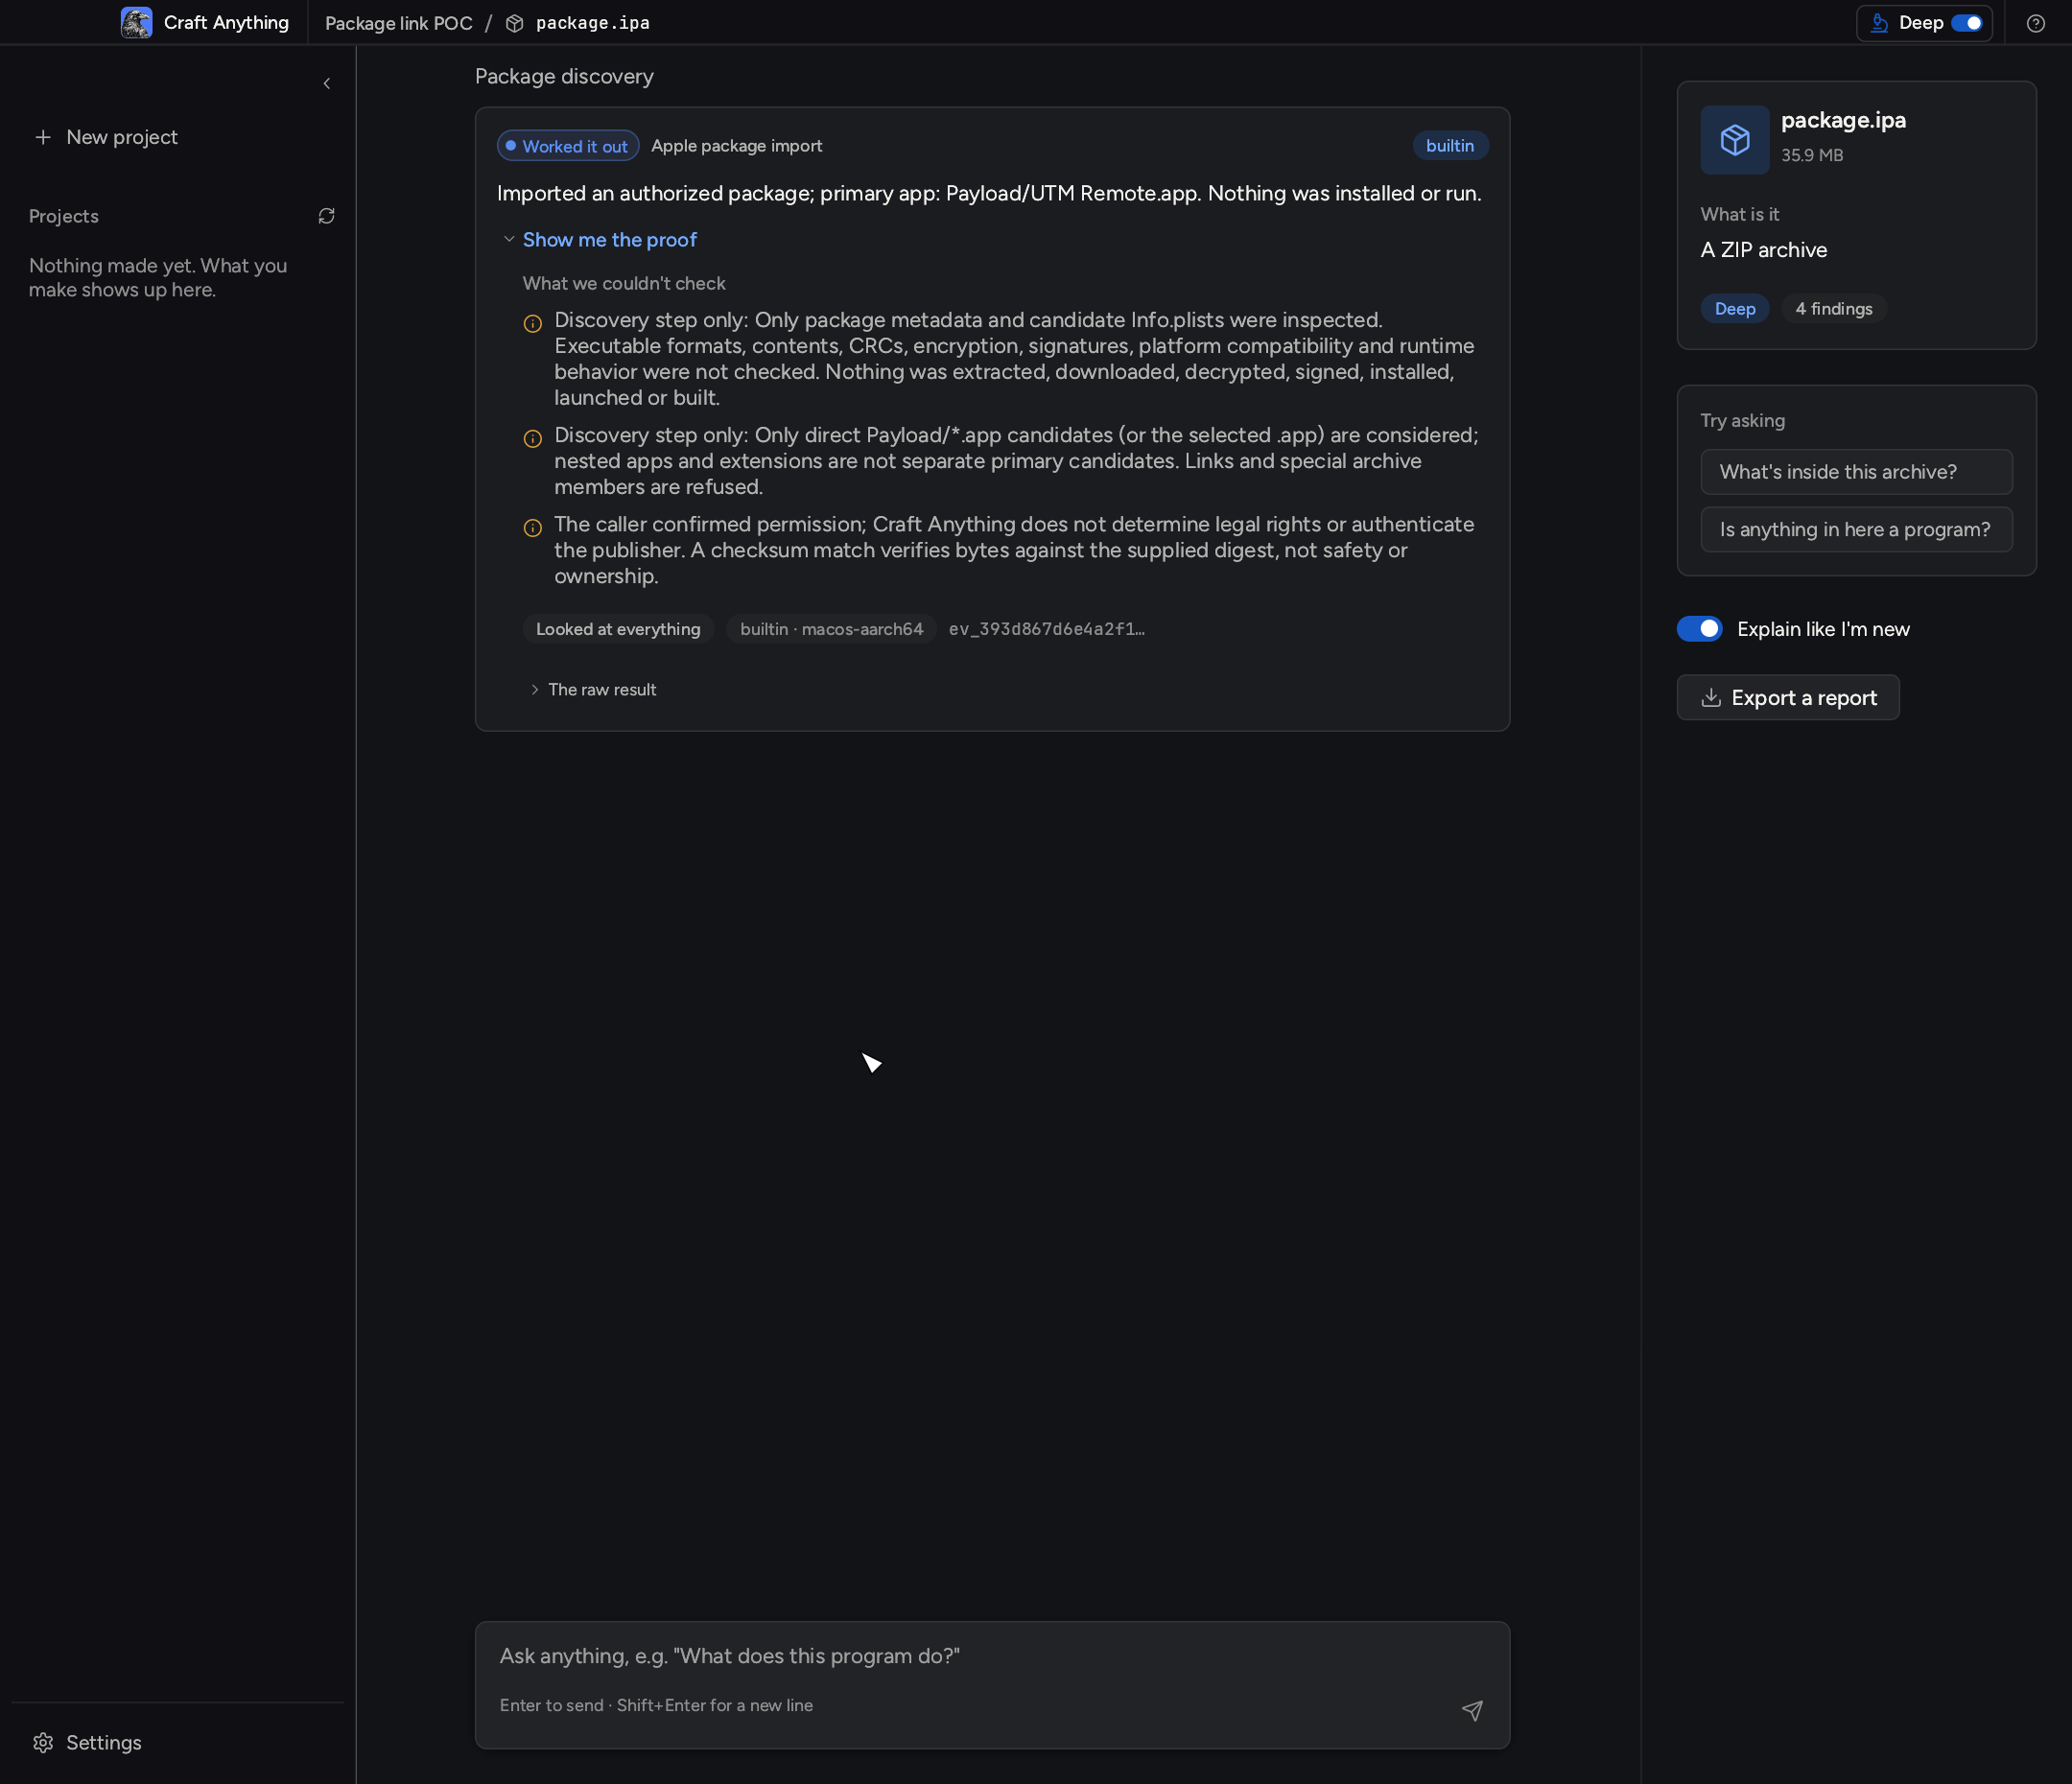 Craft Anything
Package link POC / package.ipa
Deep
New project
Projects
Nothing made yet. What you
make shows up here.
Settings
Package discovery
Worked it out Apple package import builtin
Imported an authorized package; primary app: Payload/UTM Remote.app. Nothing was installed or run.
Show me the proof
What we couldn't check
Discovery step only: Only package metadata and candidate Info.plists were inspected.
Executable formats, contents, CRCs, encryption, signatures, platform compatibility and runtime
behavior were not checked. Nothing was extracted, downloaded, decrypted, signed, installed,
launched or built.
Discovery step only: Only direct Payload/*.app candidates (or the selected .app) are considered;
nested apps and extensions are not separate primary candidates. Links and special archive
members are refused.
The caller confirmed permission; Craft Anything does not determine legal rights or authenticate
the publisher. A checksum match verifies bytes against the supplied digest, not safety or
ownership.
Looked at everything builtin · macos-aarch64 ev_393d867d6e4a2f1…
The raw result
Ask anything, e.g. "What does this program do?"
Enter to send · Shift+Enter for a new line
package.ipa
35.9 MB
What is it
A ZIP archive
Deep 4 findings
Try asking
What's inside this archive?
Is anything in here a program?
Explain like I'm new
Export a report